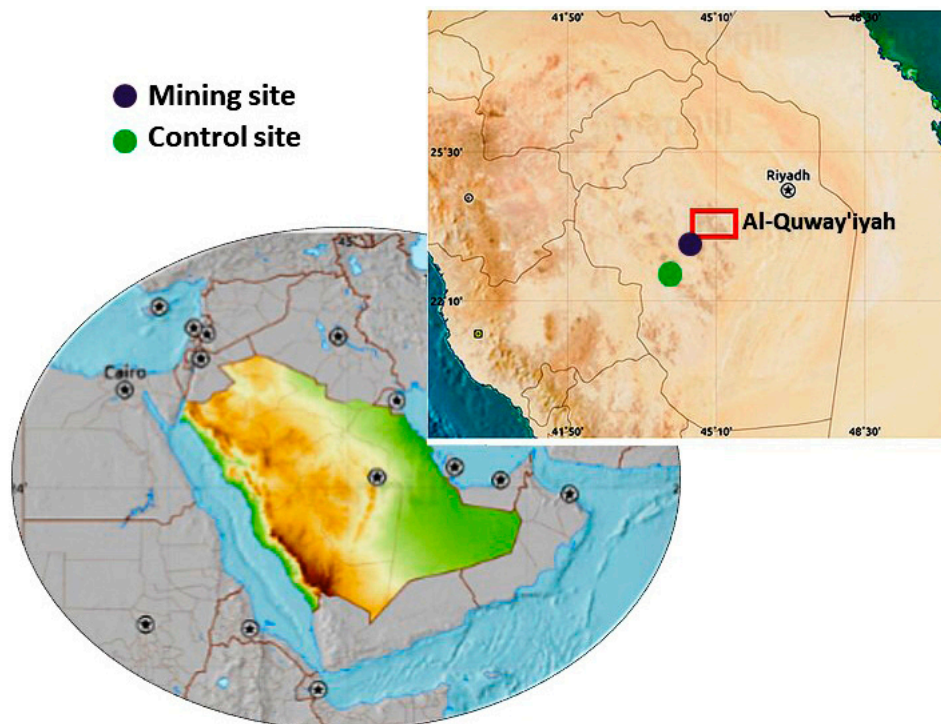 Mining site
Control site
41°50' 45°10' 48°30'
25°30'
Riyadh
Al-Quway'iyah
22°10'
41°50' 45°10' 48°30'
45
Cairo